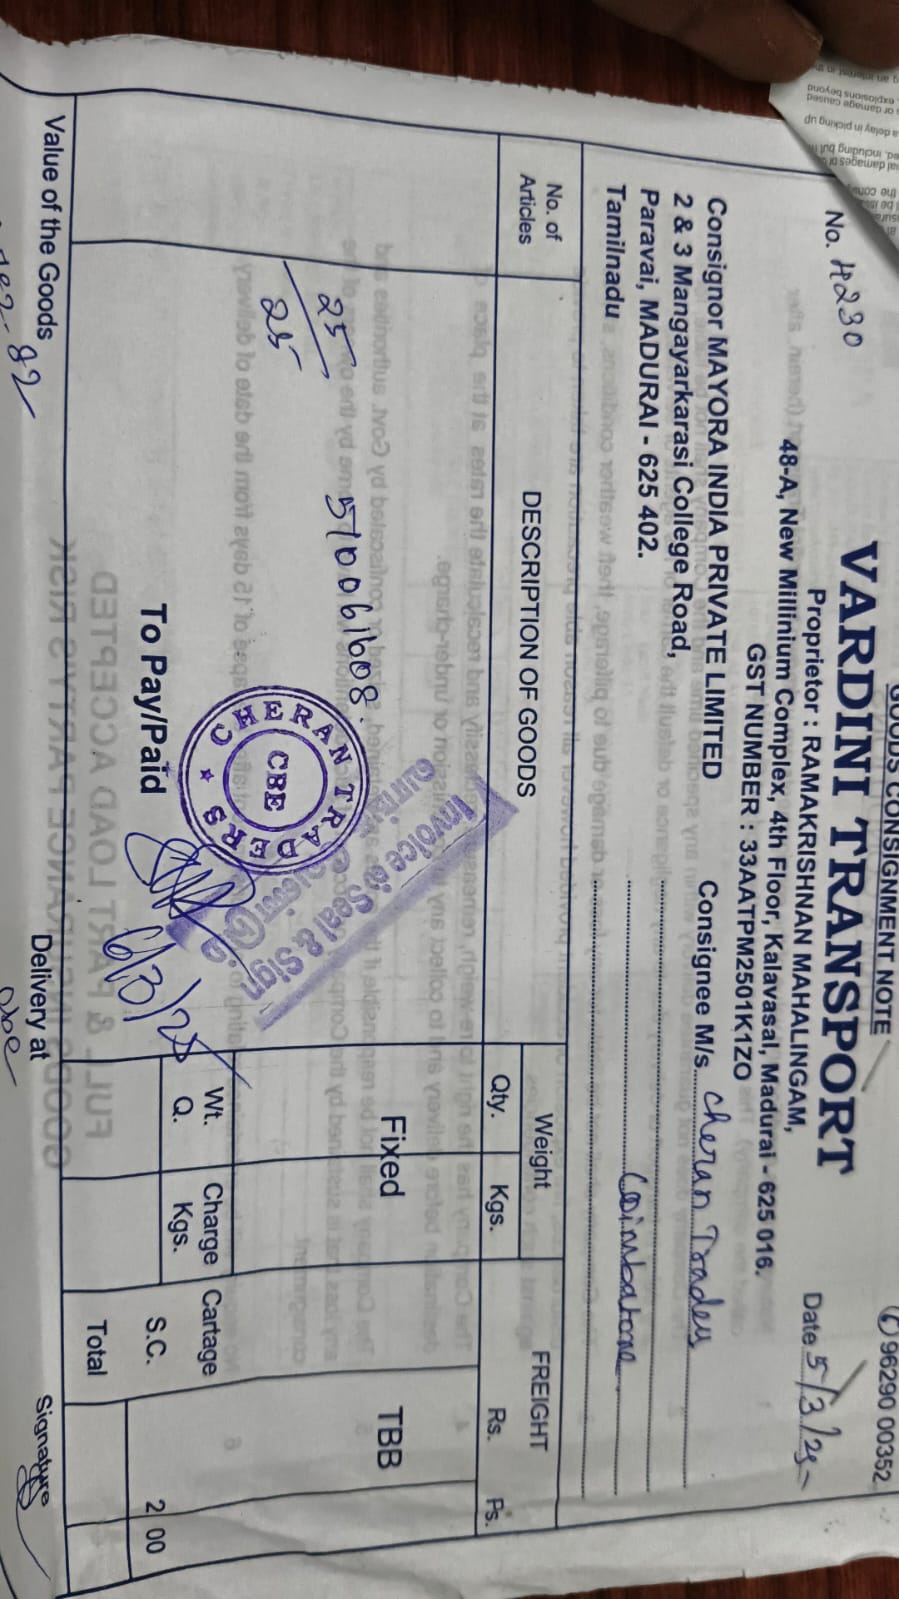 GOODS CONSIGNMENT NOTE
96290 00352
VARDINI TRANSPORT
Proprietor : RAMAKRISHNAN MAHALINGAM,
No. 4230
48-A, New Millinium Complex, 4th Floor, Kalavasal, Madurai - 625 016.
Date 5/3/25
GST NUMBER : 33AATPM2501K1ZO
Consignor MAYORA INDIA PRIVATE LIMITED
2 & 3 Mangayarkarasi College Road,
Paravai, MADURAI - 625 402.
Tamilnadu
Consignee M/s. Cheran Traders
Coimbatore
No. of Articles
DESCRIPTION OF GOODS
Weight
Qty. Kgs.
FREIGHT
Rs. Ps.
25
25
510061608.
Fixed
TBB
CHERAN TRADERS
CBE
Invoice Seal & Sign
To Pay/Paid
6/3/25
Wt. Q.
Charge Kgs.
Cartage
S.C.
2 00
Total
Value of the Goods
82
Delivery at
cbe
Signature